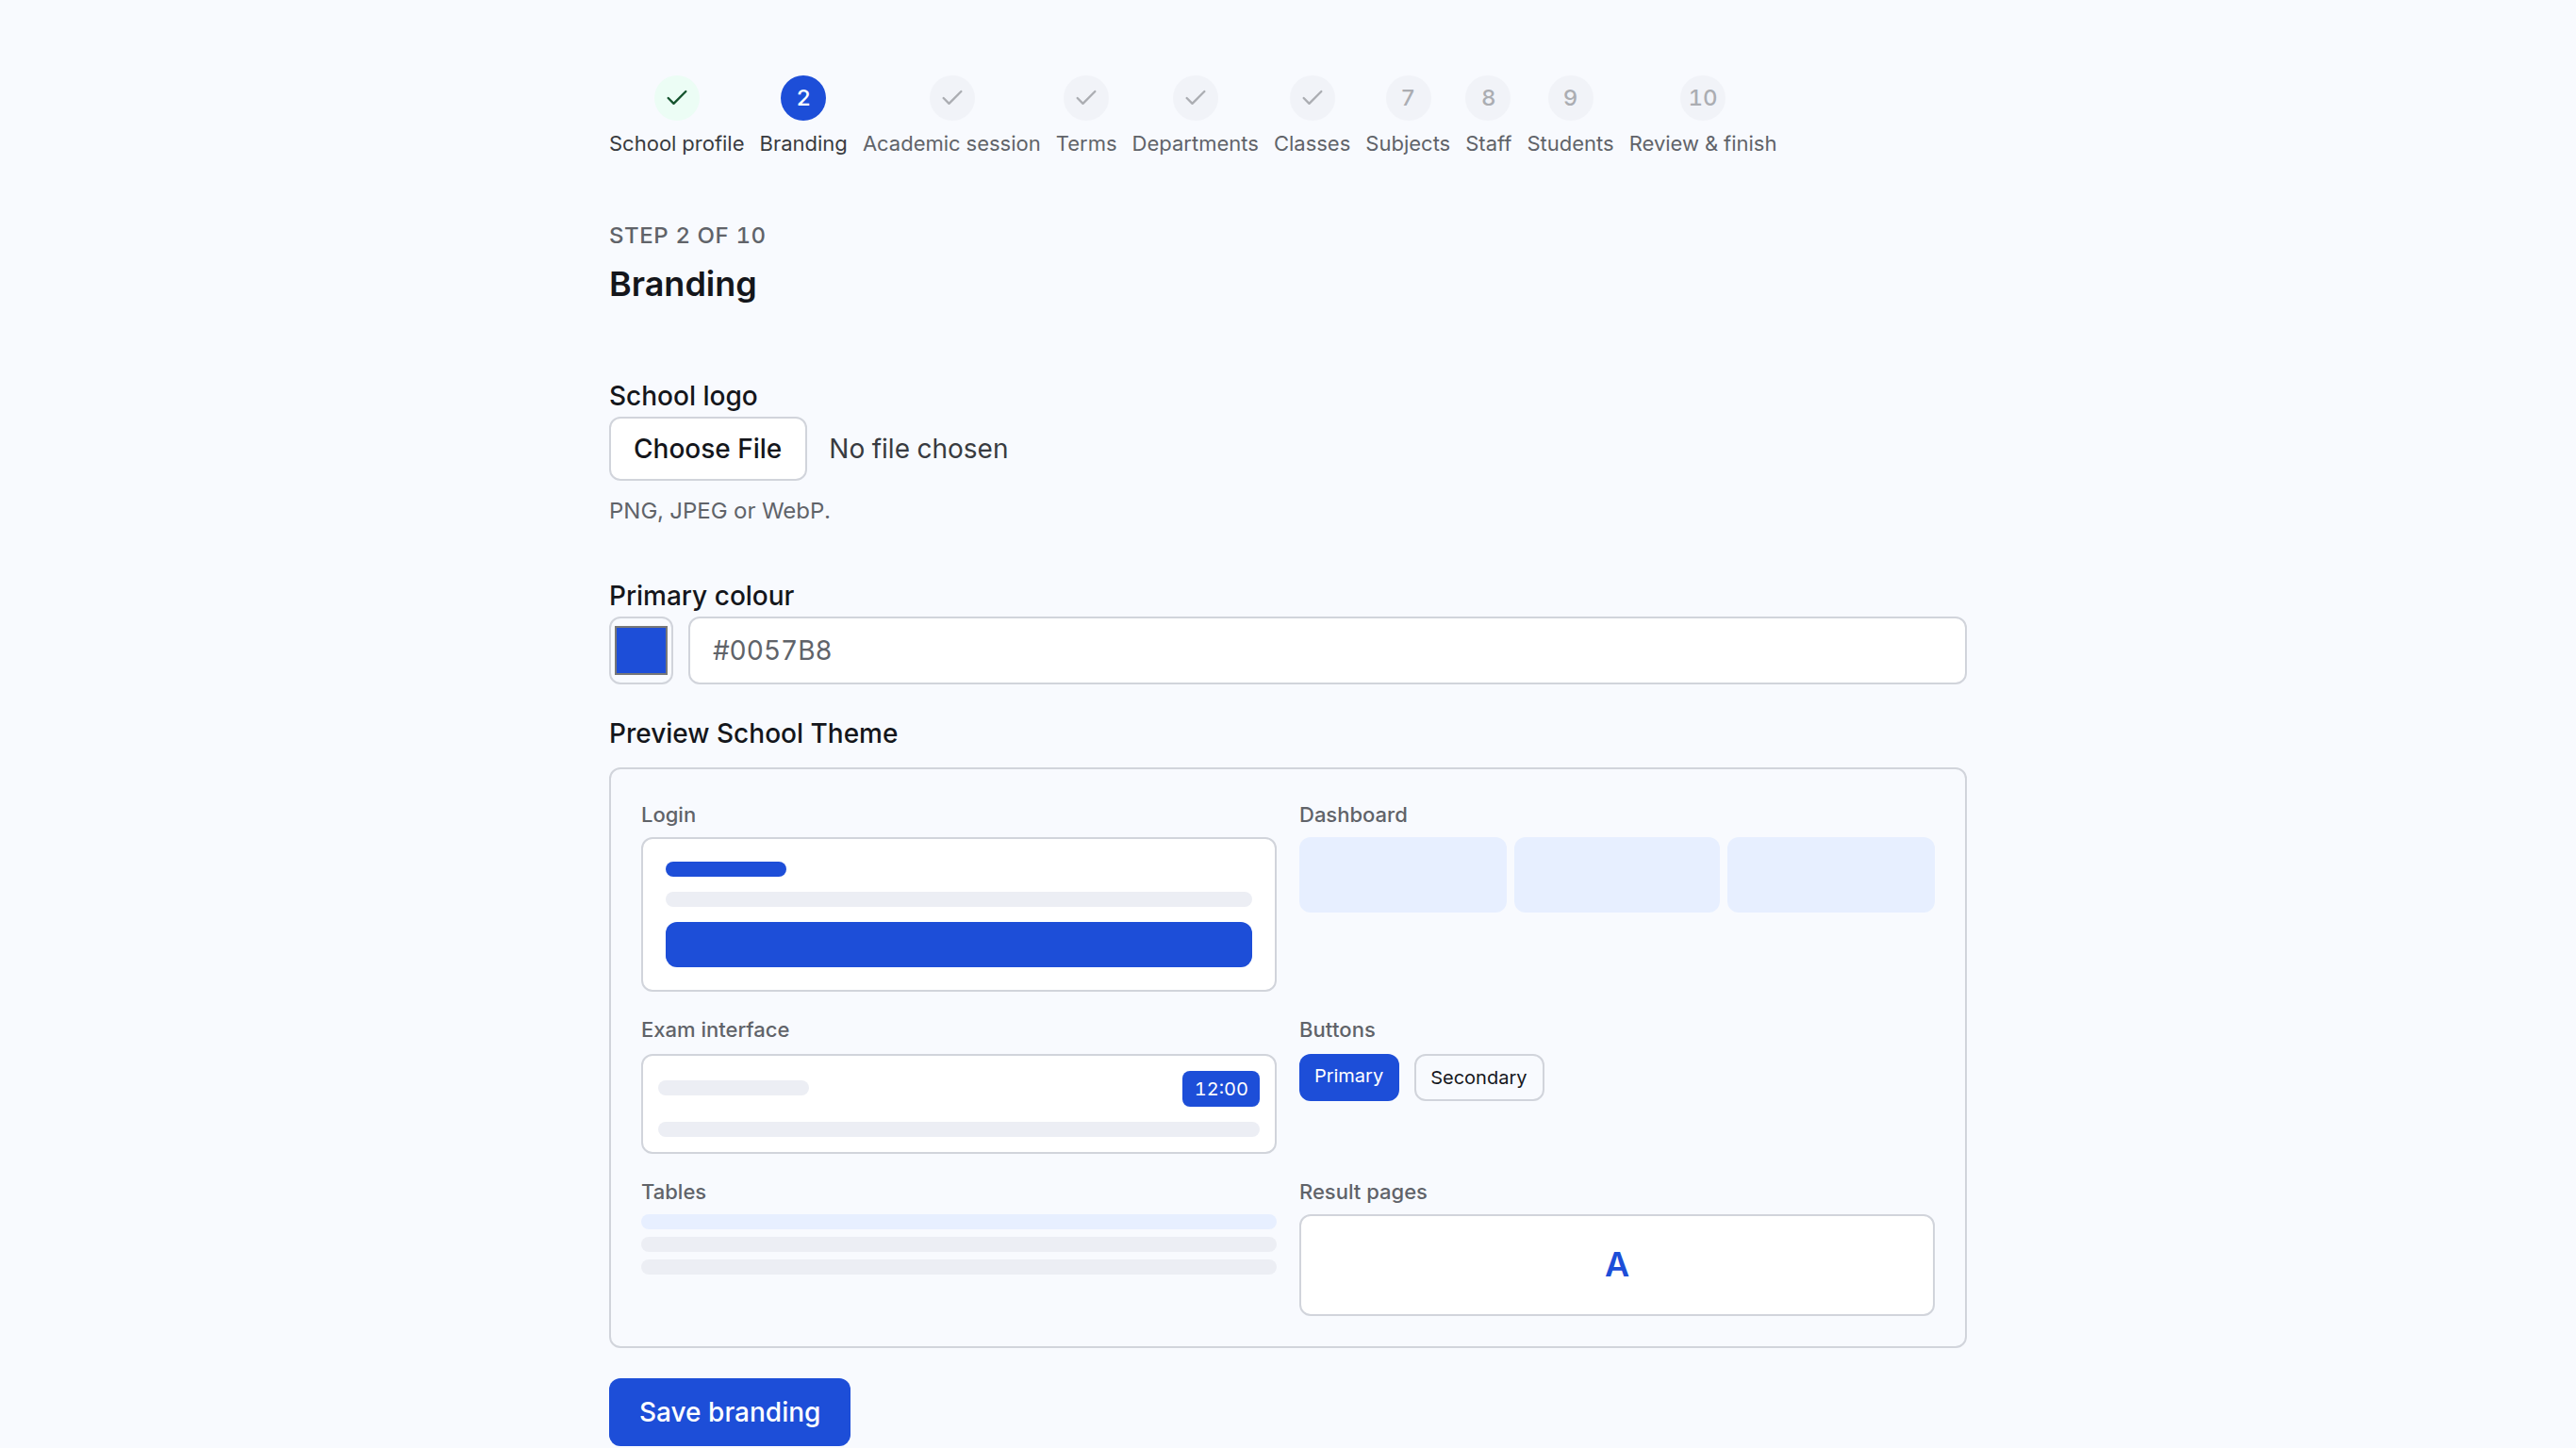 2 7 8 9 10
School profile Branding Academic session Terms Departments Classes Subjects Staff Students Review & finish
STEP 2 OF 10
Branding
School logo
Choose File No file chosen
PNG, JPEG or WebP.
Primary colour
#0057B8
Preview School Theme
Login Dashboard
Exam interface Buttons
12:00 Primary Secondary
Tables Result pages
A
Save branding